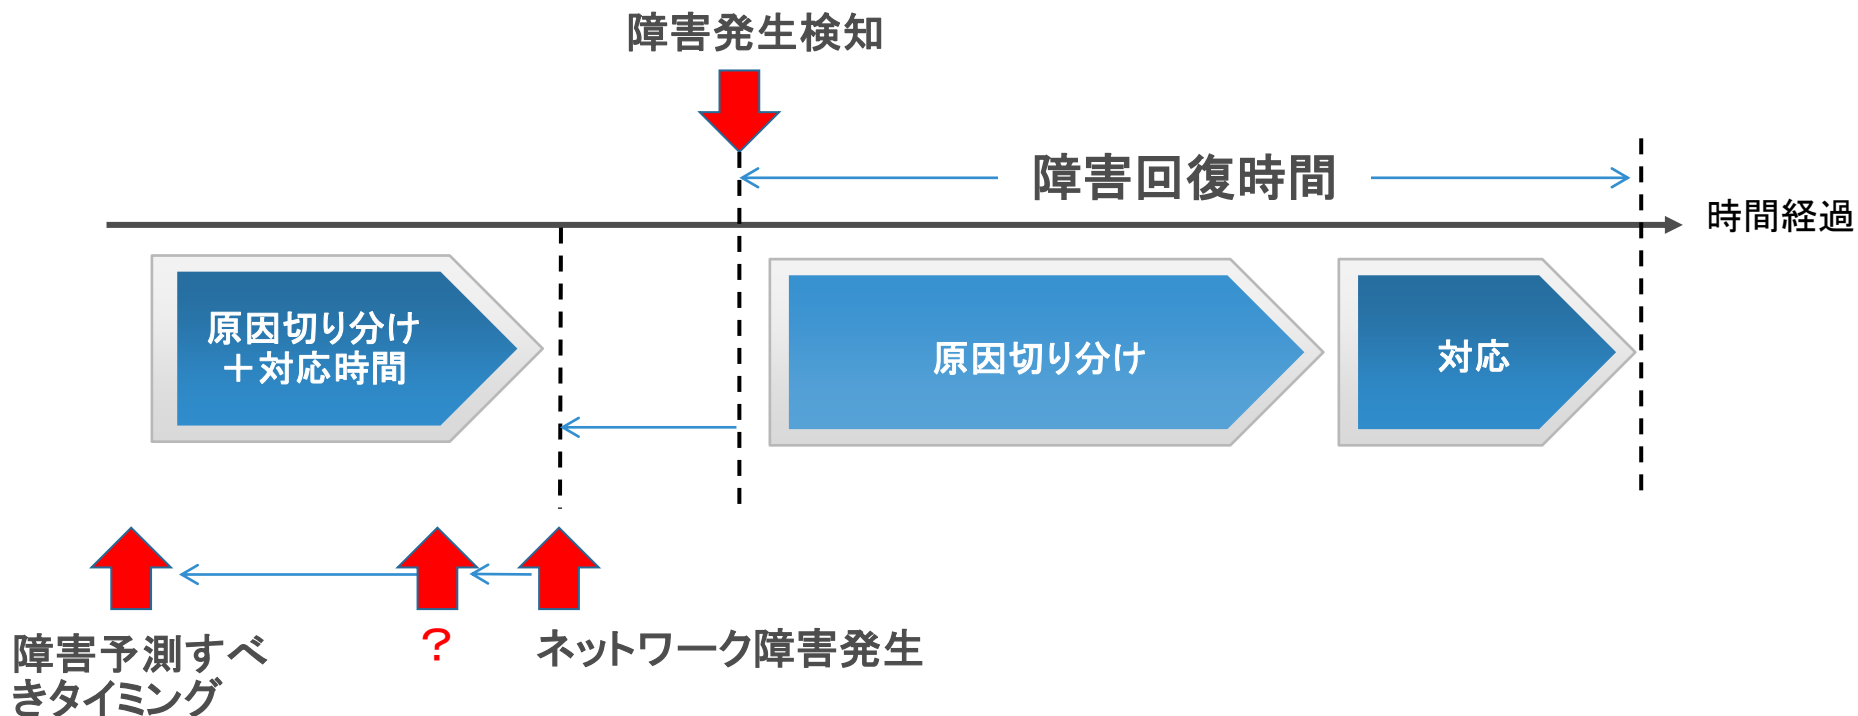 障害発生検知
障害回復時間
時間経過
原因切り分け
＋対応時間
原因切り分け
対応
障害予測すべ
きタイミング
？
ネットワーク障害発生